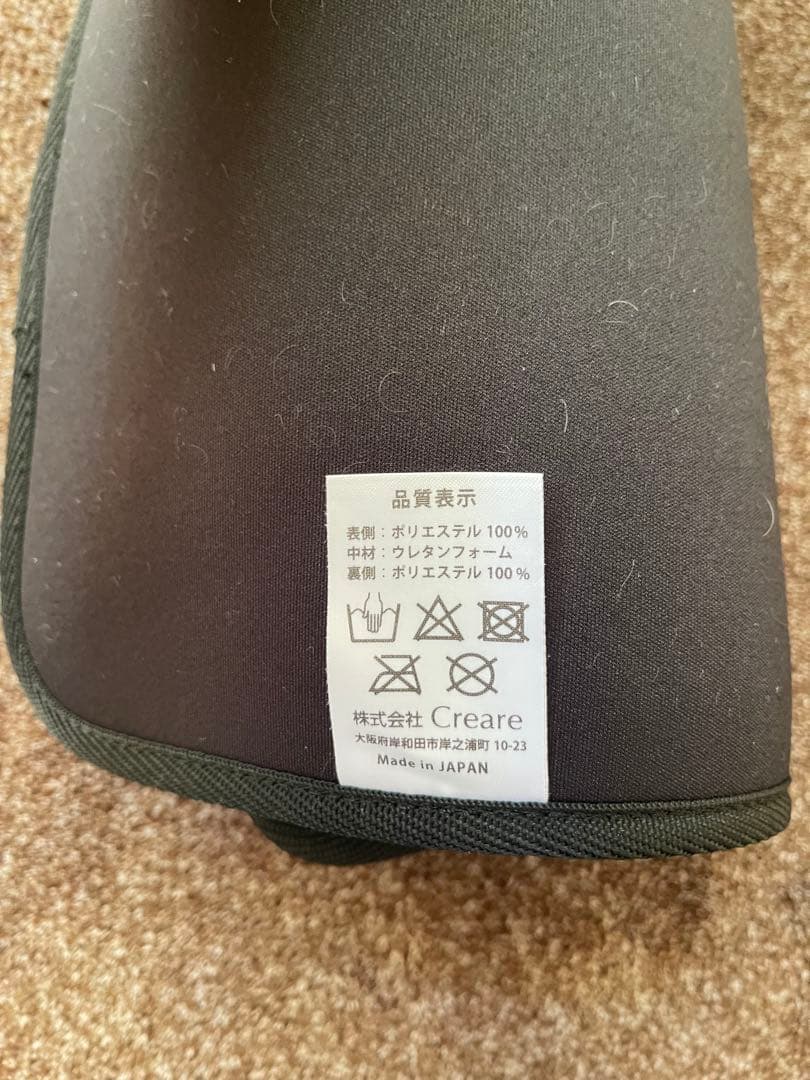 品質表示
表側：ポリエステル 100%
中材：ウレタンフォーム
裏側：ポリエステル 100%
株式会社 Creare
大阪府岸和田市岸之浦町 10-23
Made in JAPAN